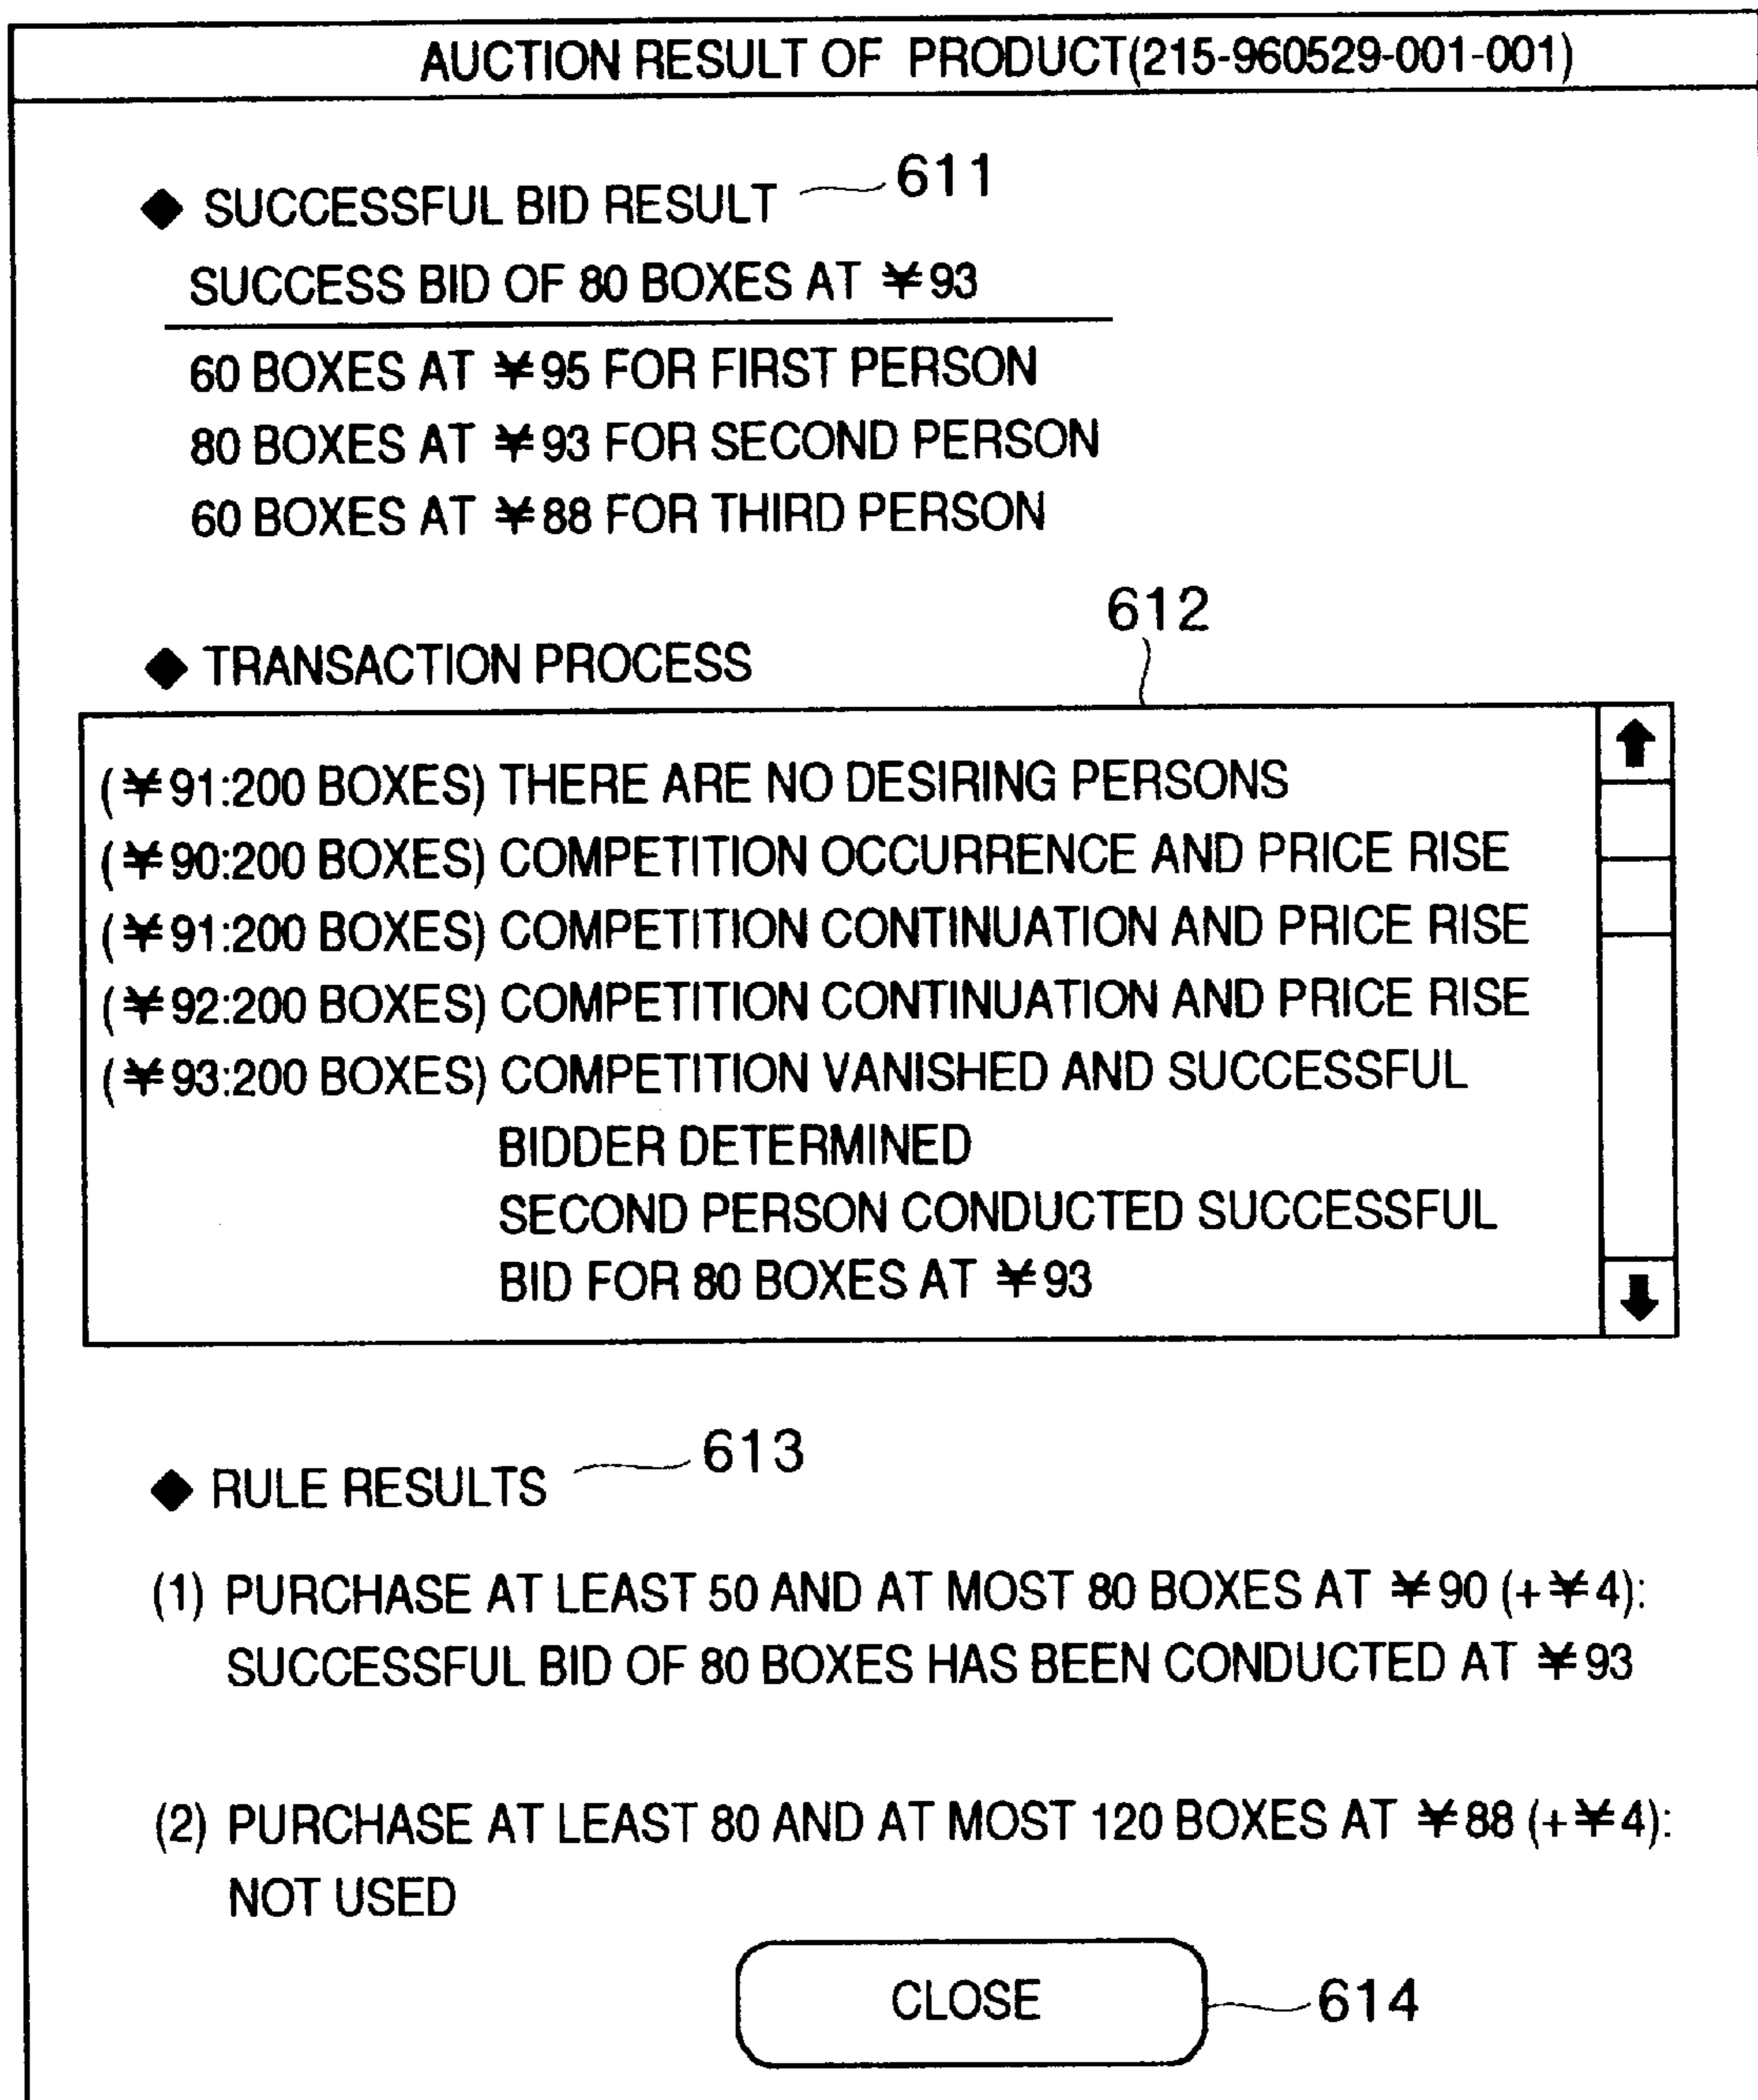 AUCTION RESULT OF PRODUCT(215-960529-001-001)
◆ SUCCESSFUL BID RESULT 611
SUCCESS BID OF 80 BOXES AT ¥93
60 BOXES AT ¥95 FOR FIRST PERSON
80 BOXES AT ¥93 FOR SECOND PERSON
60 BOXES AT ¥88 FOR THIRD PERSON
612
◆ TRANSACTION PROCESS
(¥91:200 BOXES) THERE ARE NO DESIRING PERSONS
(¥90:200 BOXES) COMPETITION OCCURRENCE AND PRICE RISE
(¥91:200 BOXES) COMPETITION CONTINUATION AND PRICE RISE
(¥92:200 BOXES) COMPETITION CONTINUATION AND PRICE RISE
(¥93:200 BOXES) COMPETITION VANISHED AND SUCCESSFUL
BIDDER DETERMINED
SECOND PERSON CONDUCTED SUCCESSFUL
BID FOR 80 BOXES AT ¥93
◆ RULE RESULTS 613
(1) PURCHASE AT LEAST 50 AND AT MOST 80 BOXES AT ¥90 (+¥4):
SUCCESSFUL BID OF 80 BOXES HAS BEEN CONDUCTED AT ¥93
(2) PURCHASE AT LEAST 80 AND AT MOST 120 BOXES AT ¥88 (+¥4):
NOT USED
CLOSE 614